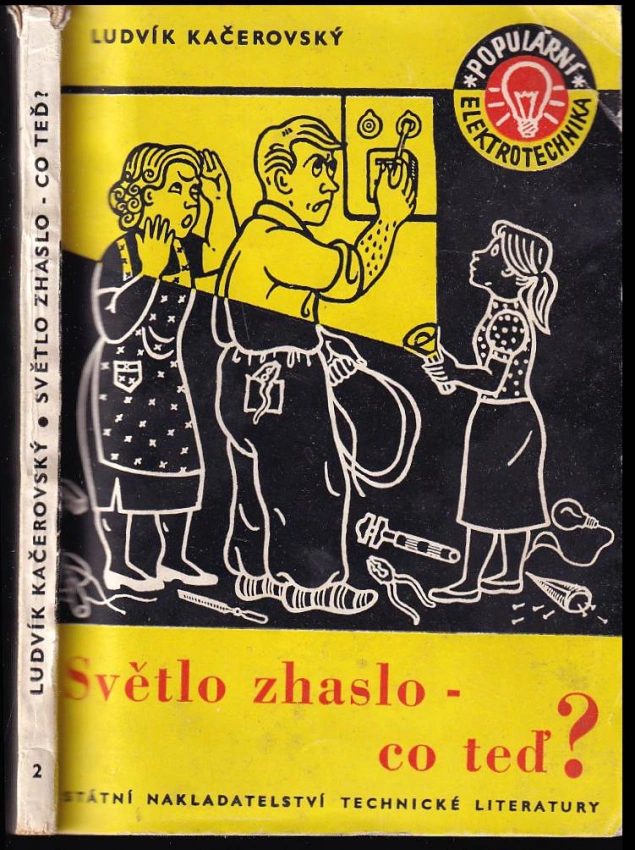 LUDVÍK KAČEROVSKÝ
*POPULÁRNÍ*
ELEKTROTECHNIKA
Světlo zhaslo -
co teď?
STÁTNÍ NAKLADATELSTVÍ TECHNICKÉ LITERATURY
LUDVÍK KAČEROVSKÝ • SVĚTLO ZHASLO - CO TEĎ?
2